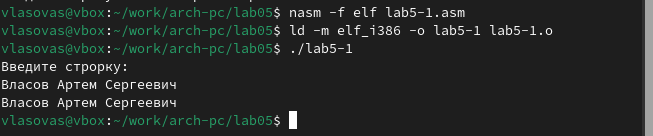 vlasovas@vbox:~/work/arch-pc/lab05$ nasm -f elf lab5-1.asm
vlasovas@vbox:~/work/arch-pc/lab05$ ld -m elf_i386 -o lab5-1 lab5-1.o
vlasovas@vbox:~/work/arch-pc/lab05$ ./lab5-1
Введите строрку:
Власов Артем Сергеевич
Власов Артем Сергеевич
vlasovas@vbox:~/work/arch-pc/lab05$